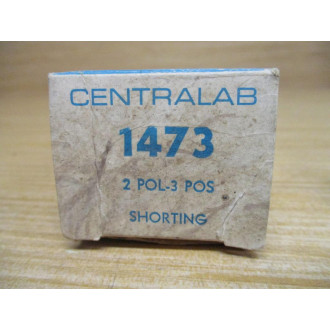 CENTRALAB
1473
2 POL-3 POS
SHORTING